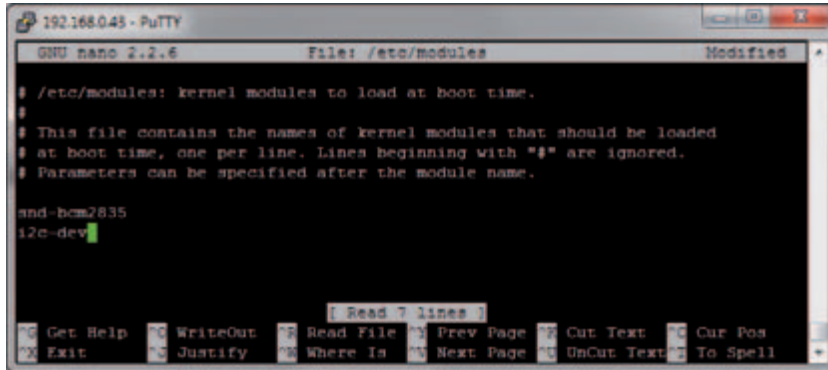 192.168.0.45 - PuTTY
GNU nano 2.2.6 File: /etc/modules Modified
# /etc/modules: kernel modules to load at boot time.
#
# This file contains the names of kernel modules that should be loaded
# at boot time, one per line. Lines beginning with "#" are ignored.
# Parameters can be specified after the module name.
snd-bcm2835
i2c-dev
[ Read 7 lines ]
^G Get Help ^O WriteOut ^R Read File ^Y Prev Page ^K Cut Text ^C Cur Pos
^X Exit ^J Justify ^W Where Is ^V Next Page ^U UnCut Text ^T To Spell